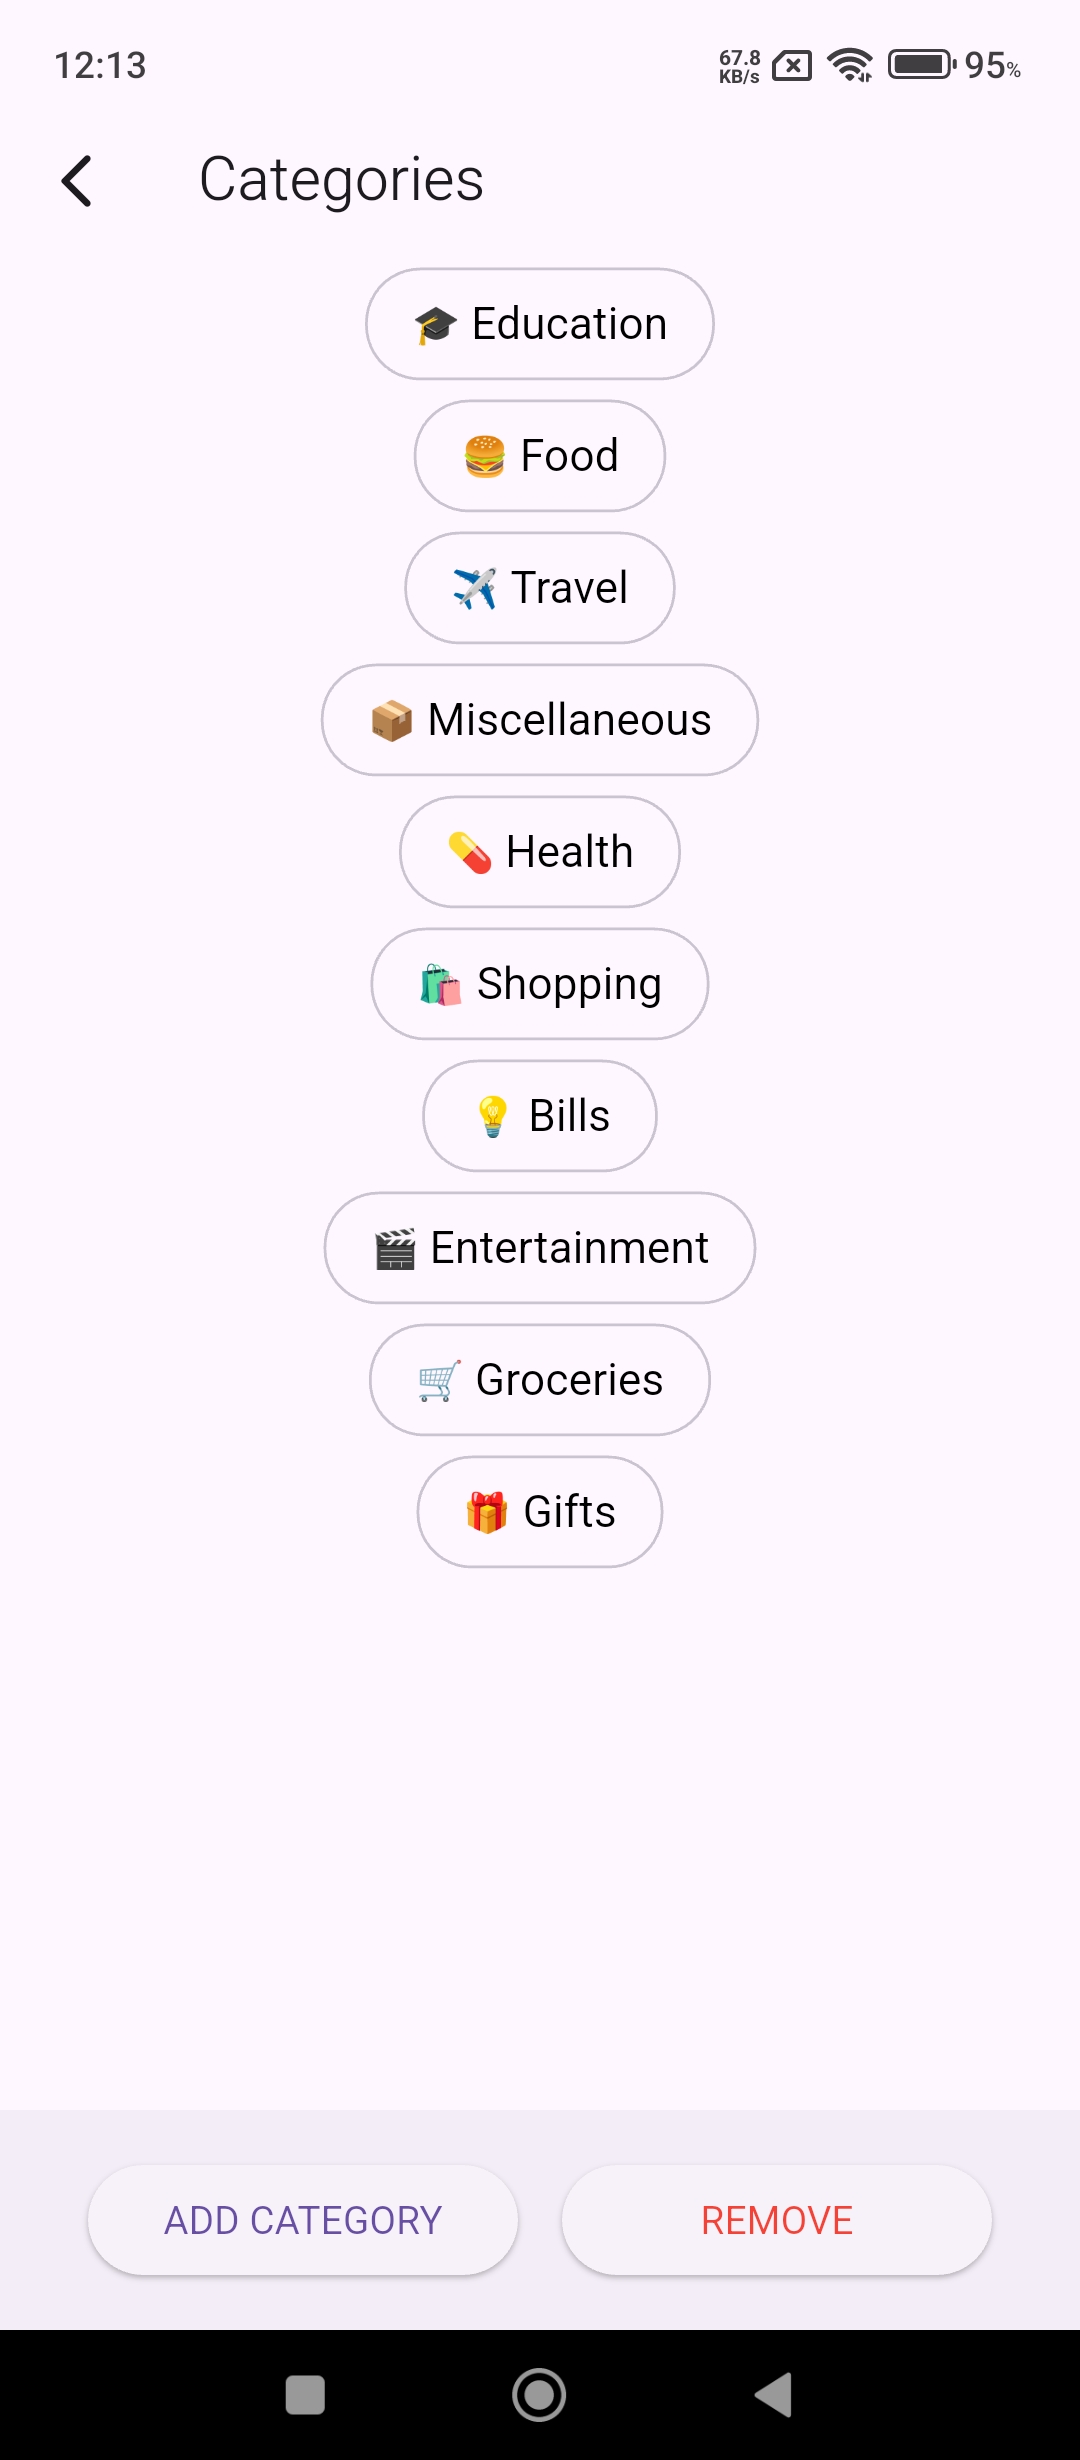 12:13
67.8
KB/s
95%
Categories
Education
Food
Travel
Miscellaneous
Health
Shopping
Bills
Entertainment
Groceries
Gifts
ADD CATEGORY
REMOVE